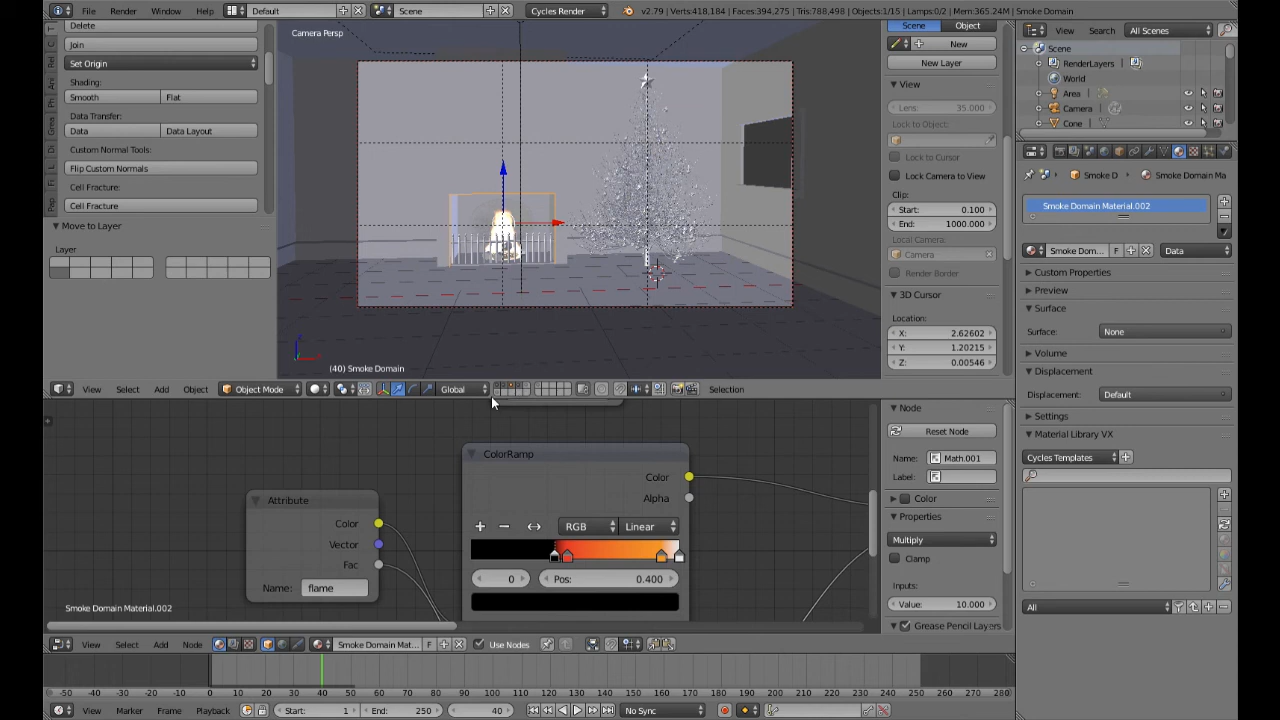 File Render Window Help Default Scene Cycles Render v2.79 | Verts:418,184 | Faces:394,275 | Tris:788,498 | Objects:1/15 | Lamps:0/2 | Mem:365.24M | Smoke Domain
Delete
Join
Set Origin
Shading:
Smooth Flat
Data Transfer:
Data Data Layout
Custom Normal Tools:
Flip Custom Normals
Cell Fracture:
Cell Fracture
Move to Layer
Layer
Camera Persp
(40) Smoke Domain
View Select Add Object Object Mode Global Selection
Scene Object
New
New Layer
View
Lens: 35.000
Lock to Object:
Lock to Cursor
Lock Camera to View
Clip:
Start: 0.100
End: 1000.000
Local Camera:
Camera
Render Border
3D Cursor
Location:
X: 2.62602
Y: 1.20215
Z: 0.00546
View Search All Scenes
Scene
RenderLayers
World
Area
Camera
Cone
Smoke D Smoke Domain Ma
Smoke Domain Material.002
Smoke Dom... F Data
Custom Properties
Preview
Surface
Surface: None
Volume
Displacement
Displacement: Default
Settings
Material Library VX
Cycles Templates
All
Attribute
Color
Vector
Fac
Name: flame
ColorRamp
Color
Alpha
RGB Linear
0 Pos: 0.400
Smoke Domain Material.002
Node
Reset Node
Name: Math.001
Label:
Color
Properties
Multiply
Clamp
Inputs:
Value: 10.000
Grease Pencil Layers
View Select Add Node Smoke Domain Mat... F Use Nodes
-50 -40 -30 -20 -10 0 10 20 30 40 50 60 70 80 90 100 110 120 130 140 150 160 170 180 190 200 210 220 230 240 250 260 270 280
View Marker Frame Playback Start: 1 End: 250 40 No Sync